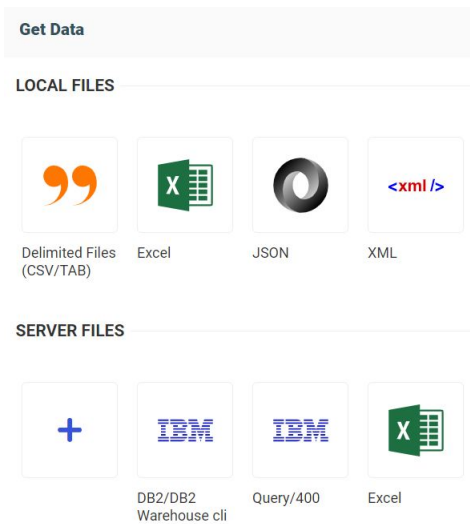 Get Data
LOCAL FILES
<xml/>
Delimited Files
(CSV/TAB)
Excel
JSON
XML
SERVER FILES
+
IBM
IBM
X
DB2/DB2
Warehouse cli
Query/400
Excel